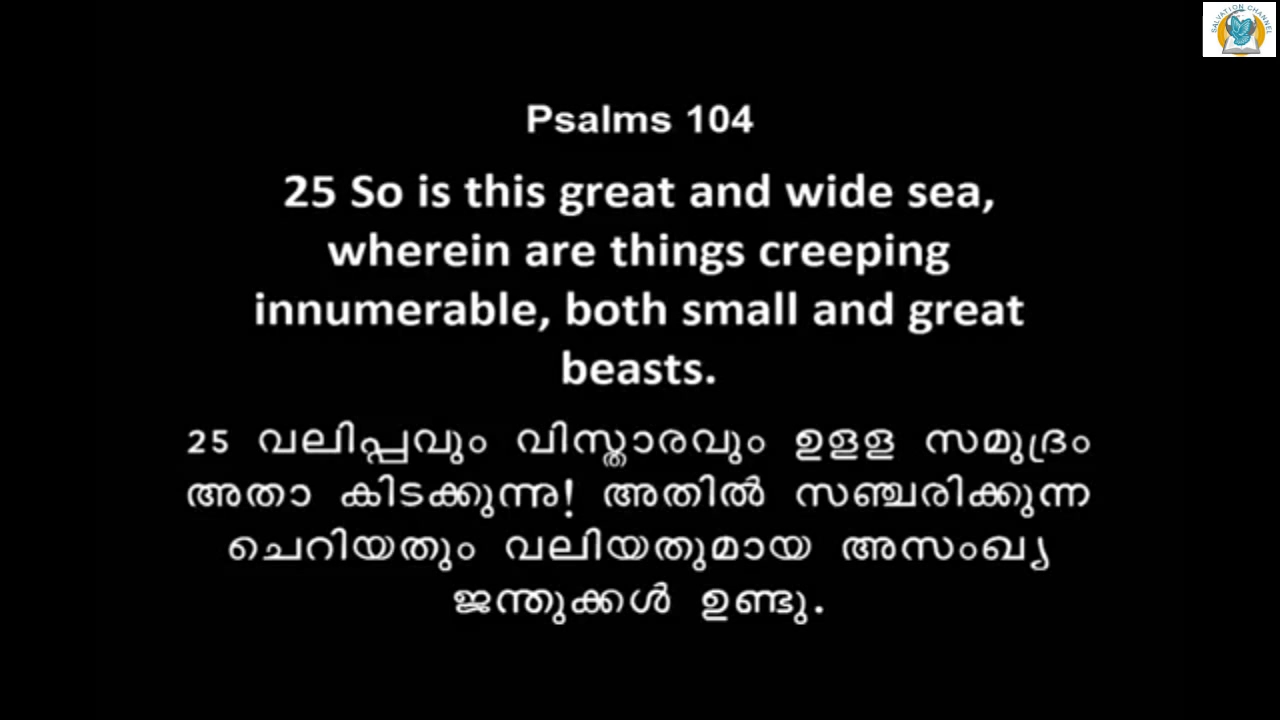 SALVATION CHANNEL
Psalms 104
25 So is this great and wide sea,
wherein are things creeping
innumerable, both small and great
beasts.
25 വലിപ്പവും വിസ്താരവും ഉളള സമുദ്രം
അതാ കിടക്കുന്നു! അതിൽ സഞ്ചരിക്കുന്ന
ചെറിയതും വലിയതുമായ അസംഖ്യ
ജന്തുക്കൾ ഉണ്ടു.